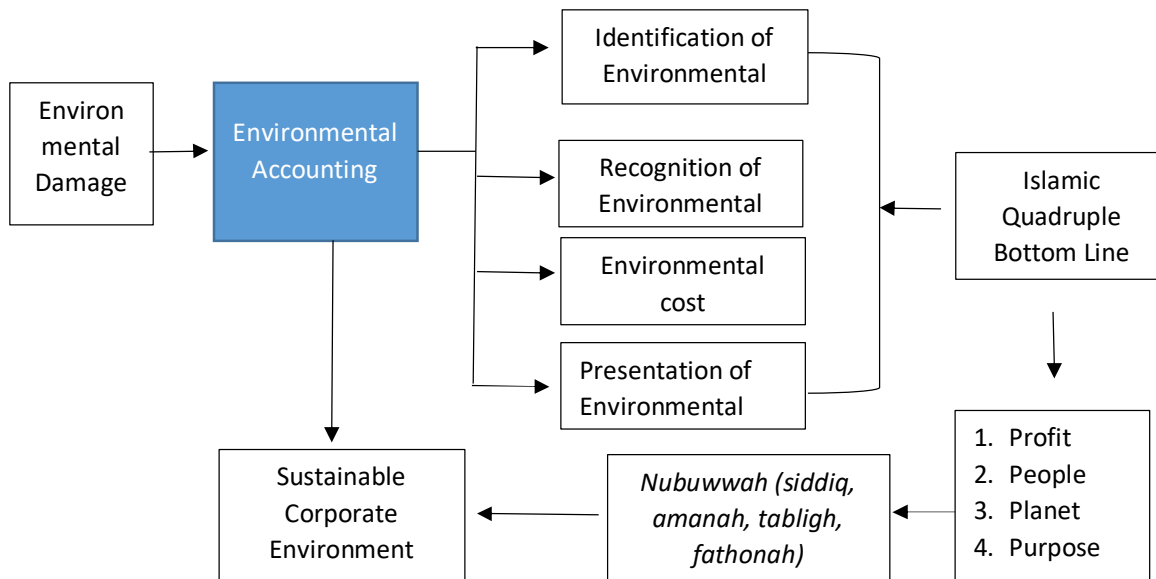 Environ
mental
Damage
Environmental
Accounting
Identification of
Environmental
Recognition of
Environmental
Environmental
cost
Presentation of
Environmental
Islamic
Quadruple
Bottom Line
1. Profit
2. People
3. Planet
4. Purpose
Nubuwwah (siddiq,
amanah, tabligh,
fathonah)
Sustainable
Corporate
Environment